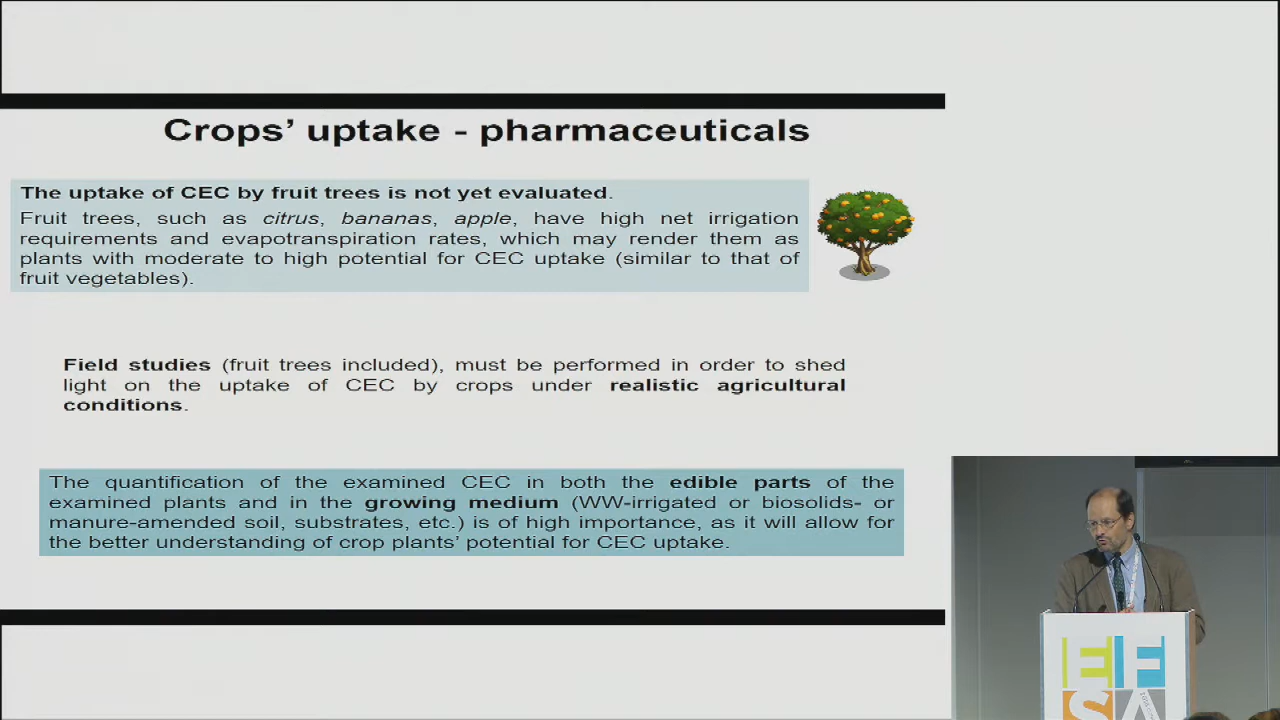 Crops’ uptake - pharmaceuticals
The uptake of CEC by fruit trees is not yet evaluated.
Fruit trees, such as citrus, bananas, apple, have high net irrigation
requirements and evapotranspiration rates, which may render them as
plants with moderate to high potential for CEC uptake (similar to that of
fruit vegetables).
Field studies (fruit trees included), must be performed in order to shed
light on the uptake of CEC by crops under realistic agricultural
conditions.
The quantification of the examined CEC in both the edible parts of the
examined plants and in the growing medium (WW-irrigated or biosolids- or
manure-amended soil, substrates, etc.) is of high importance, as it will allow for
the better understanding of crop plants’ potential for CEC uptake.
EF
SA